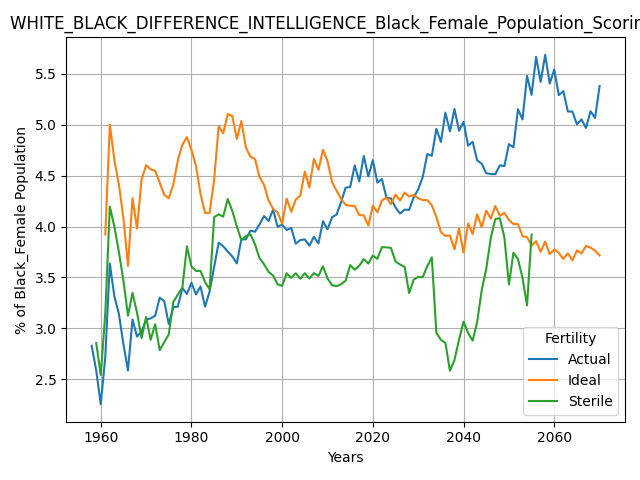 WHITE_BLACK_DIFFERENCE_INTELLIGENCE_Black_Female_Population_Scorin
% of Black_Female Population
5.5
5.0
4.5
4.0
3.5
3.0
2.5
Fertility
Actual
Ideal
Sterile
1960 1980 2000 2020 2040 2060
Years